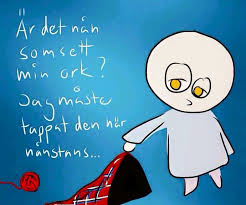 Är det nån
som sett
min ork?
Jag måste
tappat den här
nånstans...